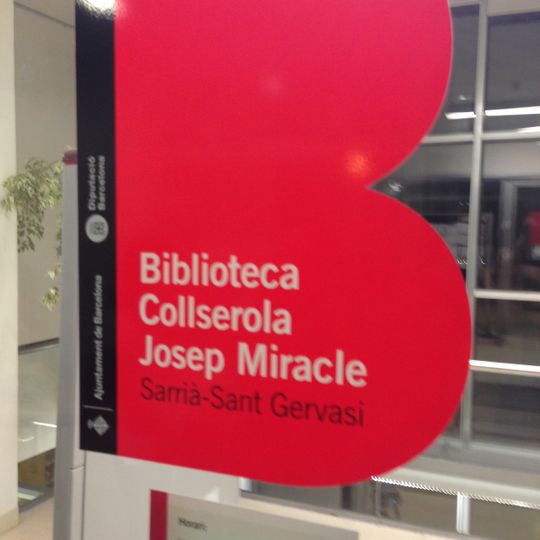 Biblioteca
Collserola
Josep Miracle
Sarrià-Sant Gervasi
Diputació
Barcelona
Ajuntament de Barcelona
Horari: